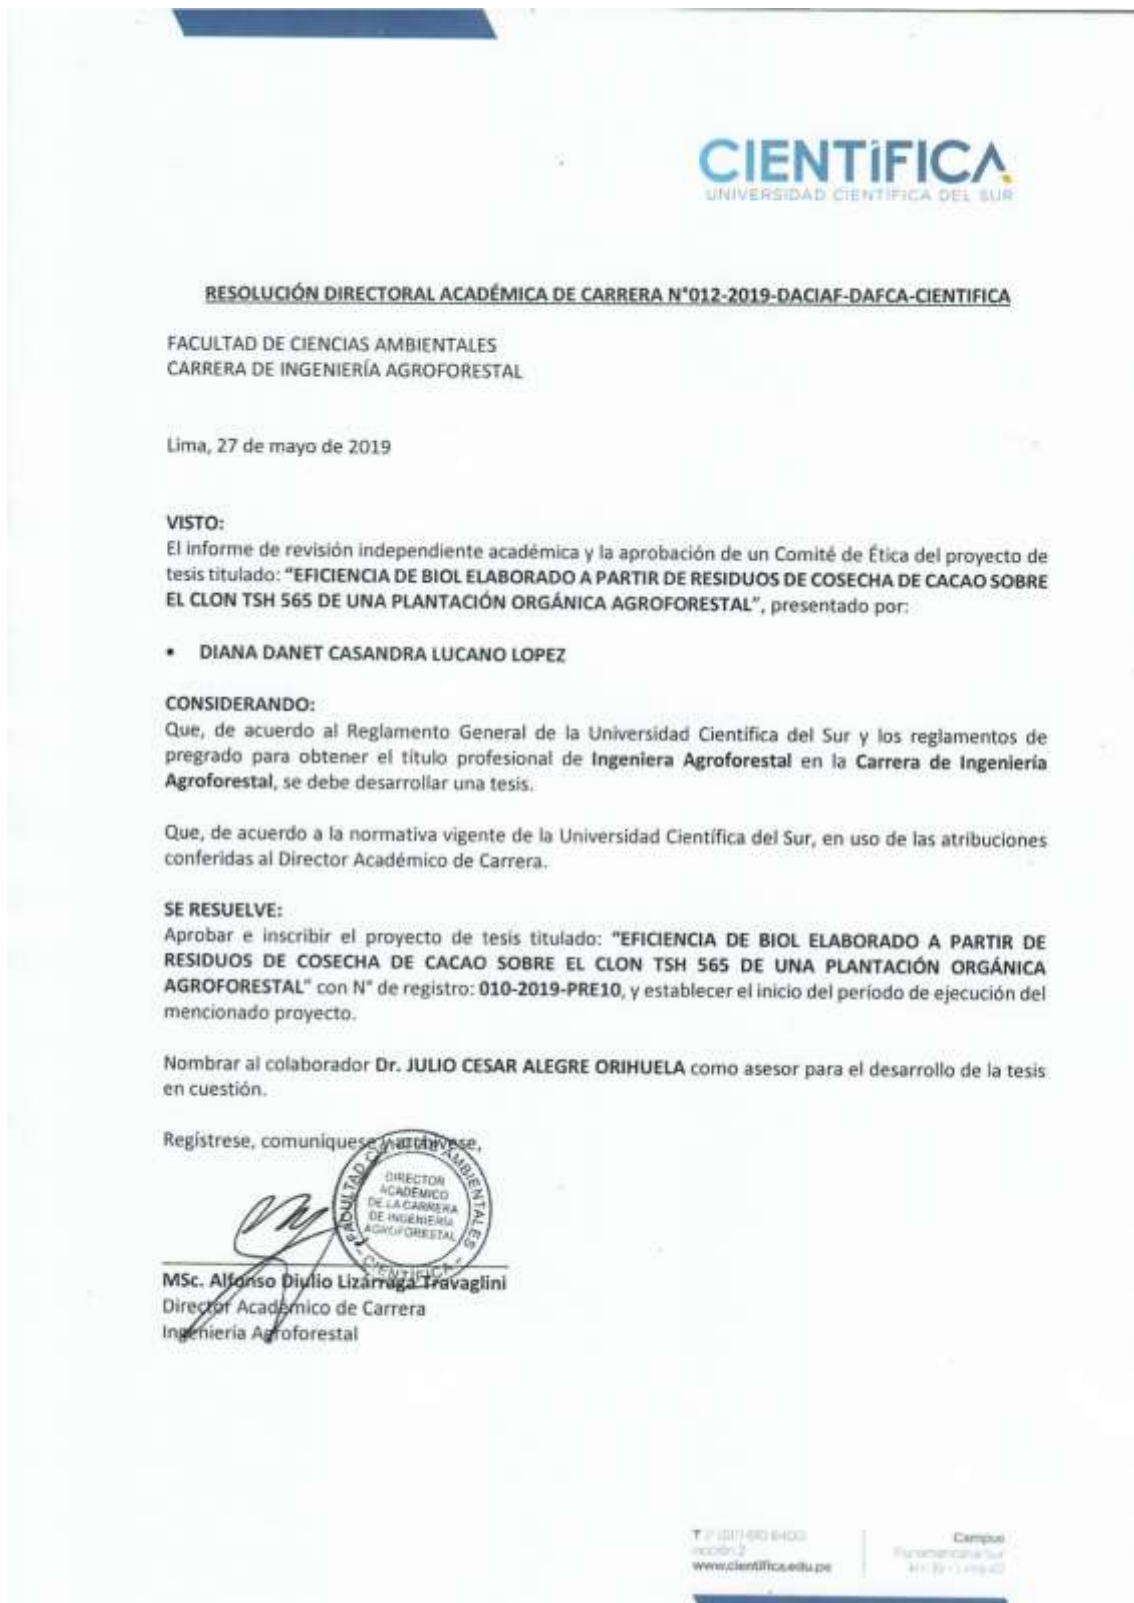 CIENTÍFICA
UNIVERSIDAD CIENTÍFICA DEL SUR
RESOLUCIÓN DIRECTORAL ACADÉMICA DE CARRERA N°012-2019-DACIAF-DAFCA-CIENTIFICA
FACULTAD DE CIENCIAS AMBIENTALES
CARRERA DE INGENIERÍA AGROFORESTAL
Lima, 27 de mayo de 2019
VISTO:
El informe de revisión independiente académica y la aprobación de un Comité de Ética del proyecto de
tesis titulado: “EFICIENCIA DE BIOL ELABORADO A PARTIR DE RESIDUOS DE COSECHA DE CACAO SOBRE
EL CLON TSH 565 DE UNA PLANTACIÓN ORGÁNICA AGROFORESTAL”, presentado por:
• DIANA DANET CASANDRA LUCANO LOPEZ
CONSIDERANDO:
Que, de acuerdo al Reglamento General de la Universidad Científica del Sur y los reglamentos de
pregrado para obtener el título profesional de Ingeniera Agroforestal en la Carrera de Ingeniería
Agroforestal, se debe desarrollar una tesis.
Que, de acuerdo a la normativa vigente de la Universidad Científica del Sur, en uso de las atribuciones
conferidas al Director Académico de Carrera.
SE RESUELVE:
Aprobar e inscribir el proyecto de tesis titulado: “EFICIENCIA DE BIOL ELABORADO A PARTIR DE
RESIDUOS DE COSECHA DE CACAO SOBRE EL CLON TSH 565 DE UNA PLANTACIÓN ORGÁNICA
AGROFORESTAL” con N° de registro: 010-2019-PRE10, y establecer el inicio del período de ejecución del
mencionado proyecto.
Nombrar al colaborador Dr. JULIO CESAR ALEGRE ORIHUELA como asesor para el desarrollo de la tesis
en cuestión.
Regístrese, comuníquese y archívese,
FACULTAD CIENCIAS AMBIENTALES
DIRECTOR
ACADÉMICO
DE LA CARRERA
DE INGENIERÍA
AGROFORESTAL
- CIENTÍFICA -
MSc. Alfonso Diulio Lizárraga Travaglini
Director Académico de Carrera
Ingeniería Agroforestal
T
www.cientifica.edu.pe
Campus
Panamericana Sur